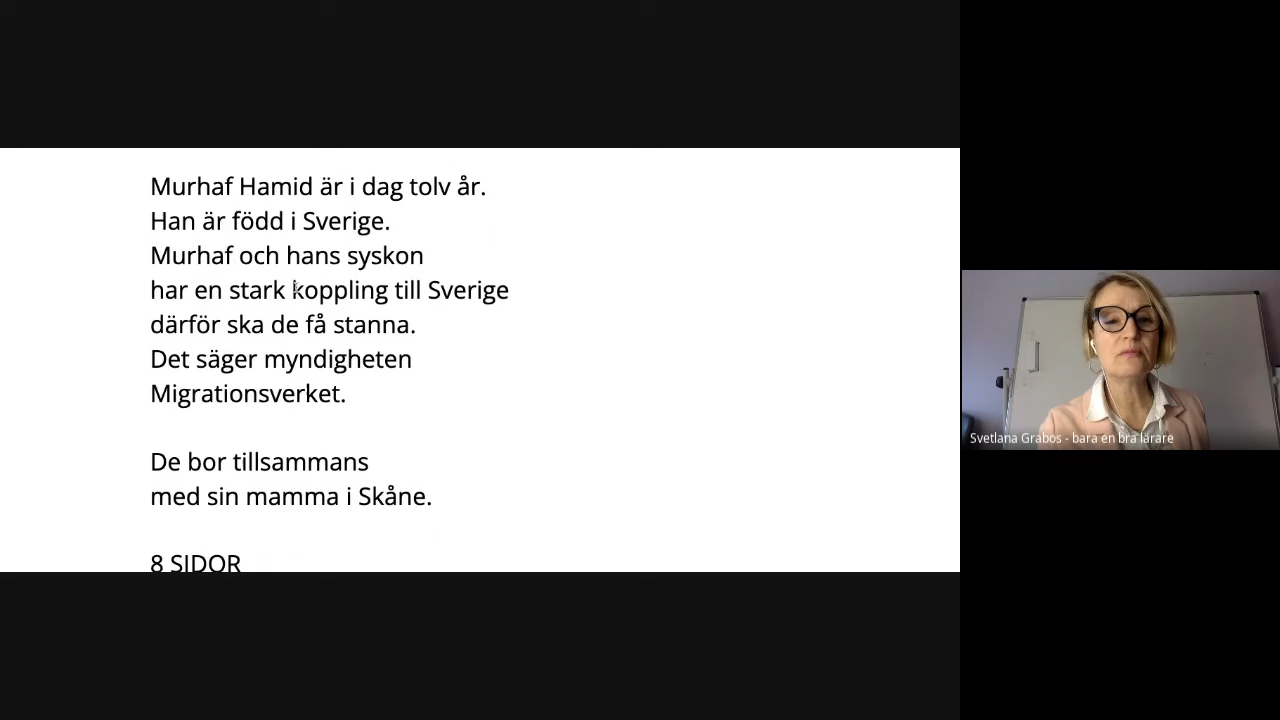 Murhaf Hamid är i dag tolv år.
Han är född i Sverige.
Murhaf och hans syskon
har en stark koppling till Sverige
därför ska de få stanna.
Det säger myndigheten
Migrationsverket.
De bor tillsammans
med sin mamma i Skåne.
8 SIDOR
Svetlana Grabos - bara en bra lärare